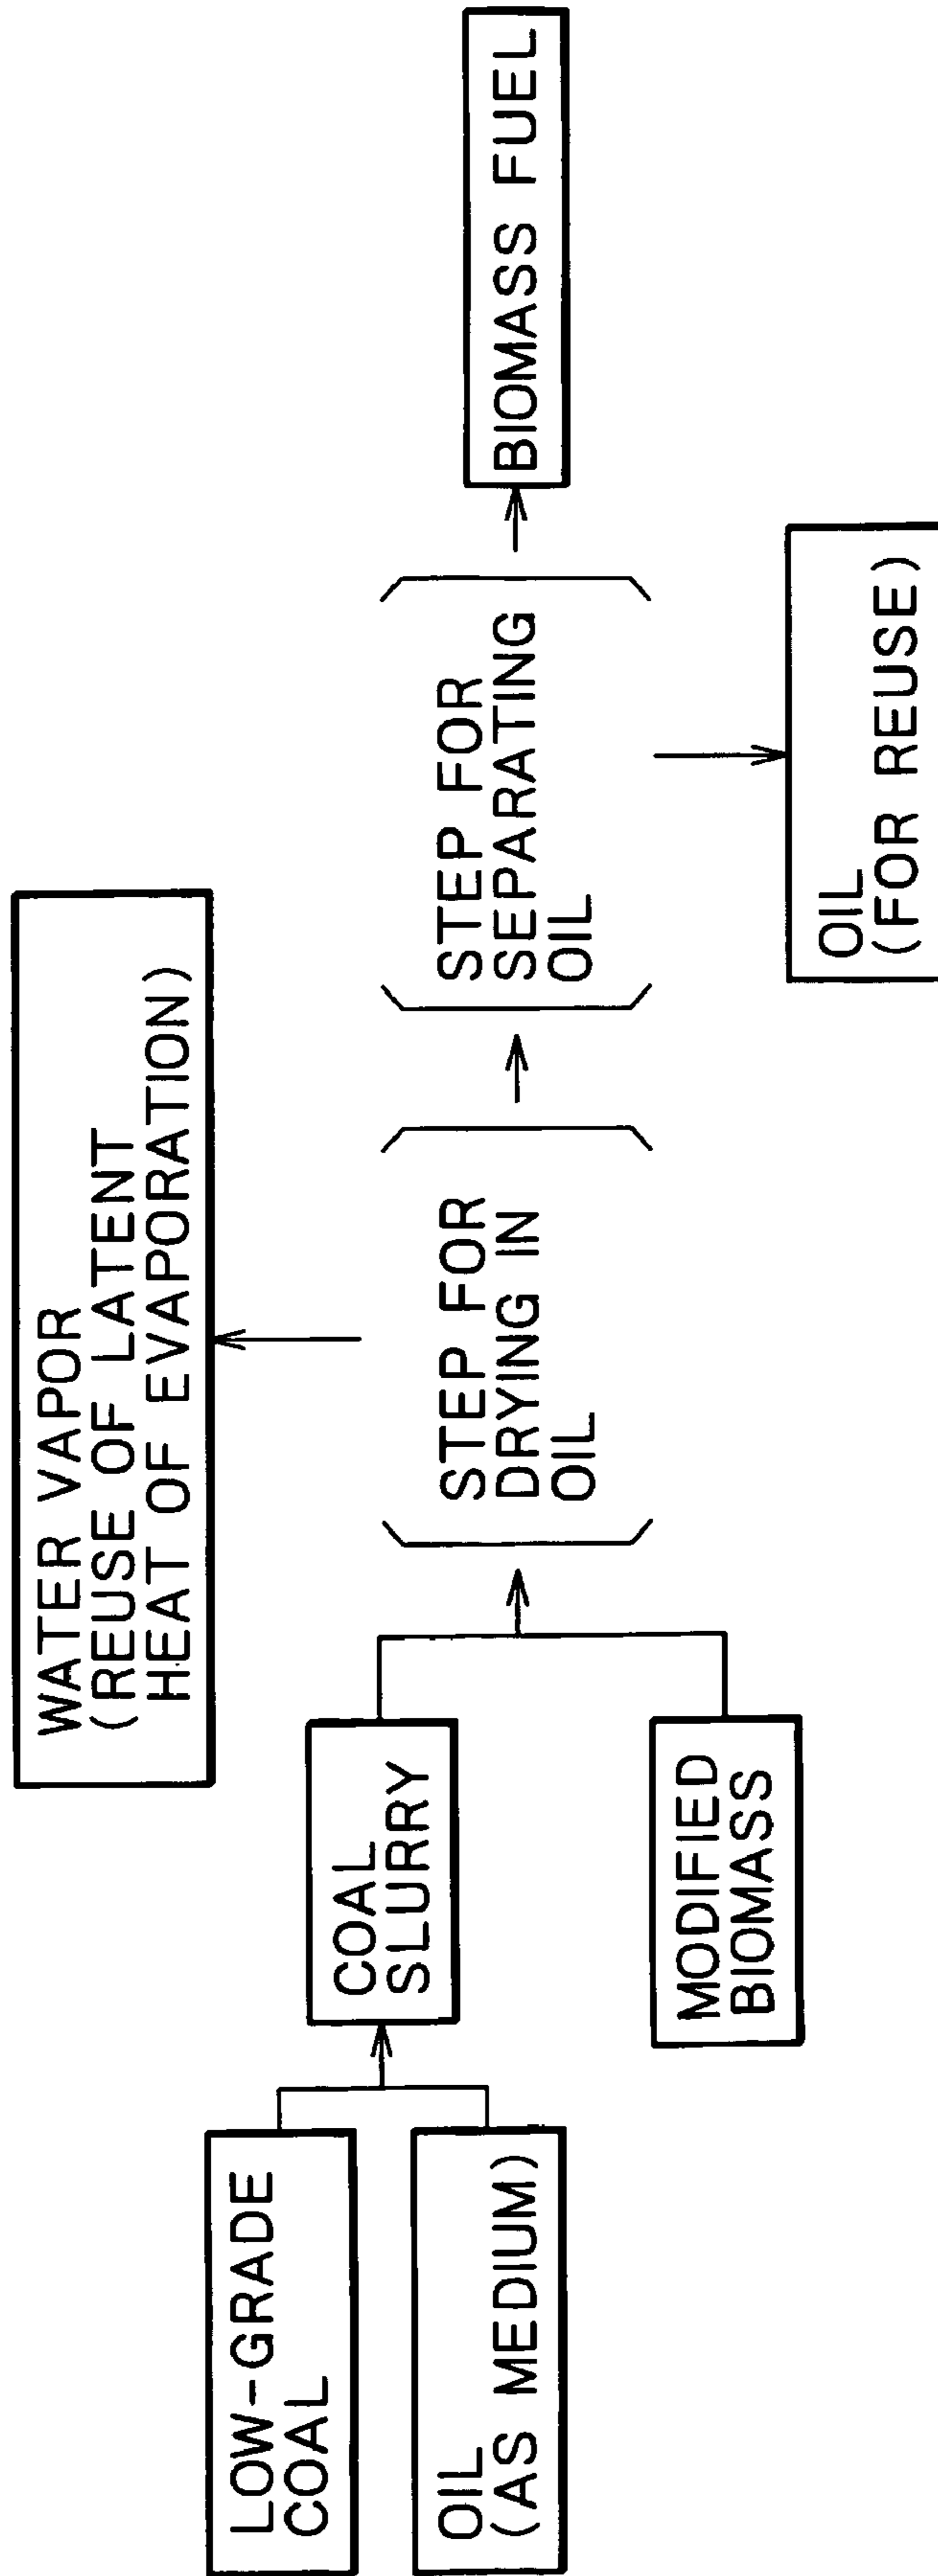 LOW-GRADE
COAL
OIL
(AS MEDIUM)
COAL
SLURRY
MODIFIED
BIOMASS
WATER VAPOR
(REUSE OF LATENT
HEAT OF EVAPORATION)
STEP FOR
DRYING IN
OIL
STEP FOR
SEPARATING
OIL
OIL
(FOR REUSE)
BIOMASS FUEL